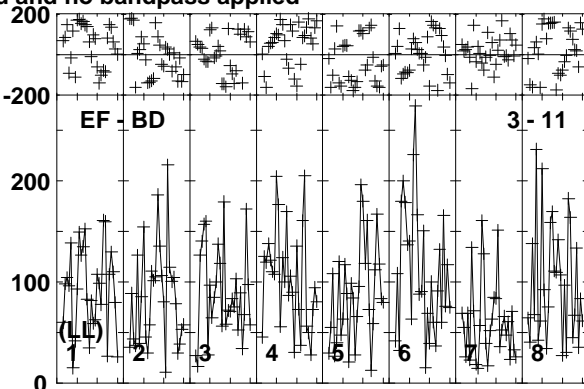 d and no bandpass applied
200
-200
EF - BD 3 - 11
200
100
(LL)
1 2 3 4 5 6 7 8
0